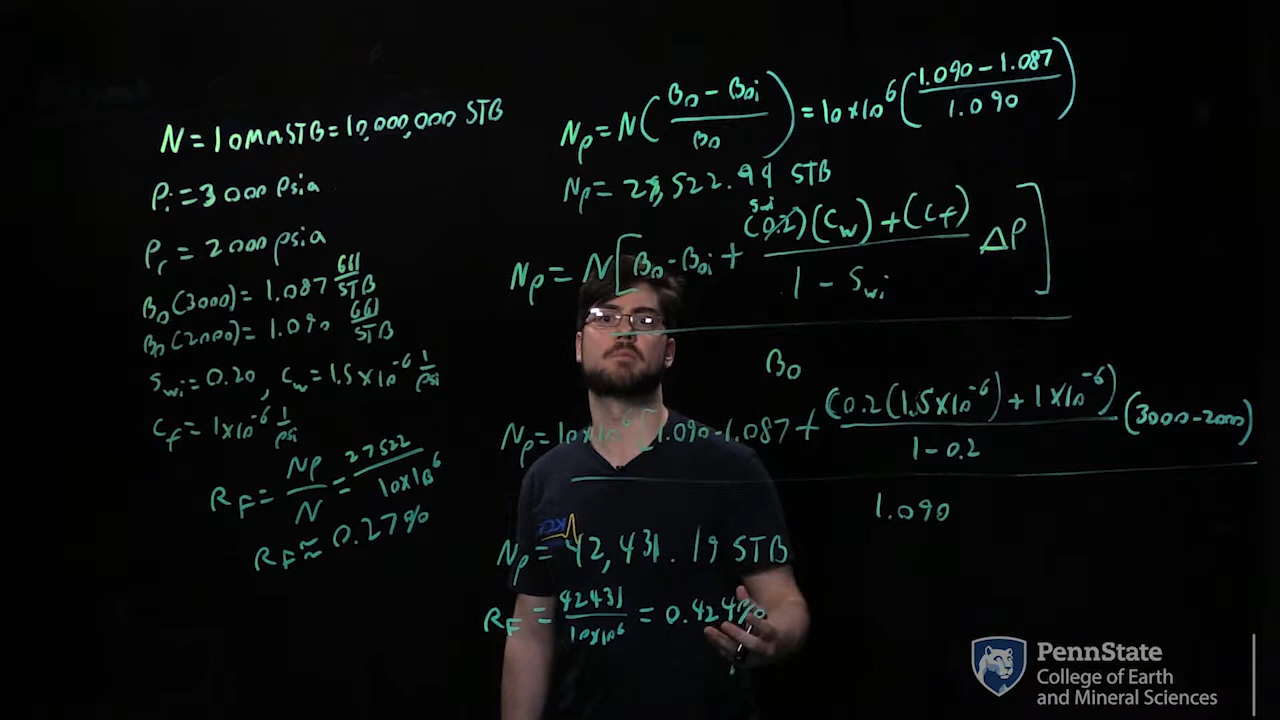 N = 10MMSTB = 10,000,000 STB
Pi = 3000 Psia
Pr = 2000 psia
Bo(3000) = 1.087 bbl/STB
Bo(2000) = 1.090 bbl/STB
Swi = 0.20, Cw = 1.5×10^-6 1/psi
Cf = 1×10^-6 1/psi
RF = NP/N = 27522/10×10^6
RF ≈ 0.27%
Np = N((Bo - Boi)/Bo) = 10×10^6((1.090 - 1.087)/1.090)
Np = 27,522.94 STB
Np = N[Bo - Boi + ((Swi)(Cw) + (Cf))/(1 - Swi) ΔP]
Bo
Np = 10×10^6[1.090 - 1.087 + ((0.2(1.5×10^-6) + 1×10^-6)/(1 - 0.2))(3000 - 2000)
1.090
Np = 42,431.19 STB
RF = 42431/10×10^6 = 0.424%
PennState
College of Earth
and Mineral Sciences